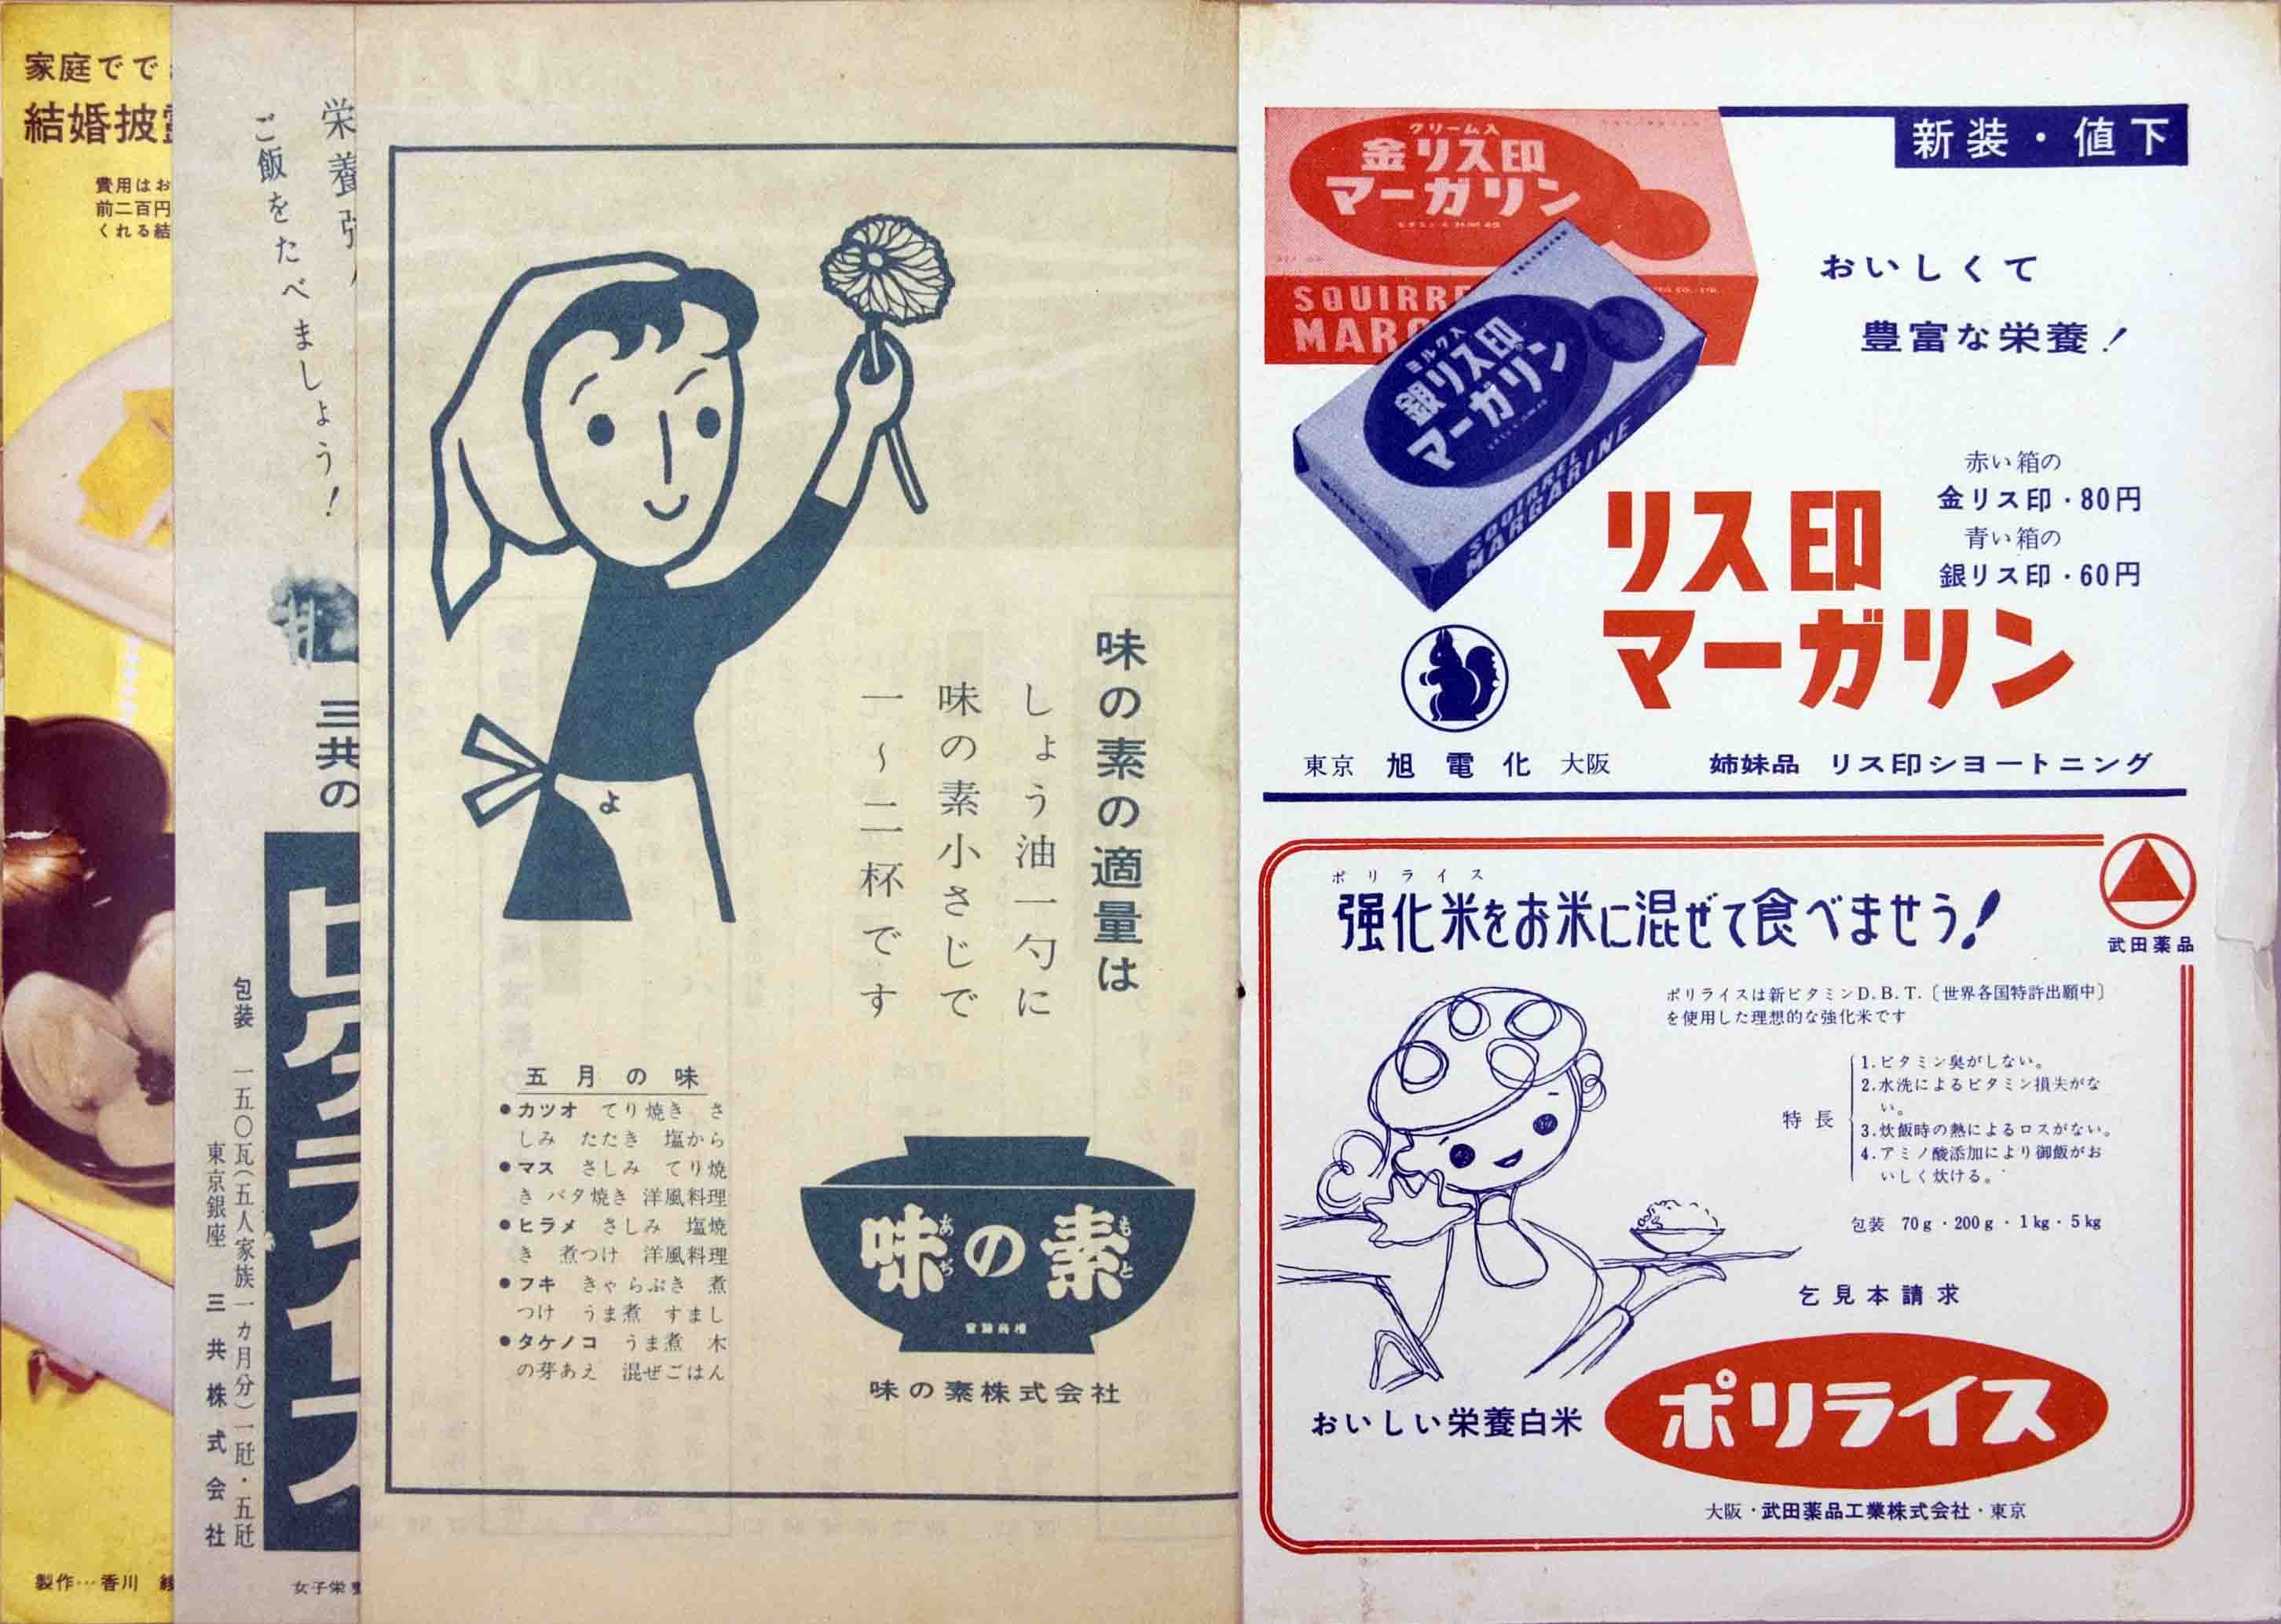 家庭でで
結婚披
費用はお
前二百円
くれる結
製作…香川
栄養
ご飯をたべましょう!
三共の
ライス
包装 一五〇瓦(五人家族一カ月分)一瓩・五瓩
東京銀座 三共株式会社
女子栄
味の素の適量は
しょう油一勺に
味の素小さじで
一~二杯です
よ
五月の味
●カツオ てり焼き さ
しみ たたき 塩から
●マス さしみ てり焼
き バタ焼き 洋風料理
●ヒラメ さしみ 塩焼
き 煮つけ 洋風料理
●フキ きゃらぶき 煮
つけ うま煮 すまし
●タケノコ うま煮 木
の芽あえ 混ぜごはん
味の素
あぢ もと
登録商標
味の素株式会社
新装・値下
クリーム入
金リス印
マーガリン
SQUIRRE
MARG
ミルク入
銀リス印
マーガリン
SQUIRREL
MARGARINE
おいしくて
豊富な栄養!
赤い箱の
金リス印・80円
青い箱の
銀リス印・60円
リス印
マーガリン
東京 旭電化 大阪
姉妹品 リス印ショートニング
ポリライス
強化米をお米に混ぜて食べませう!
武田薬品
ポリライスは新ビタミンD.B.T.〔世界各国特許出願中〕
を使用した理想的な強化米です
特長
1.ビタミン臭がしない。
2.水洗によるビタミン損失がな
い。
3.炊飯時の熱によるロスがない。
4.アミノ酸添加により御飯がお
いしく炊ける。
包装 70g・200g・1kg・5kg
乞見本請求
おいしい栄養白米
ポリライス
大阪・武田薬品工業株式会社・東京